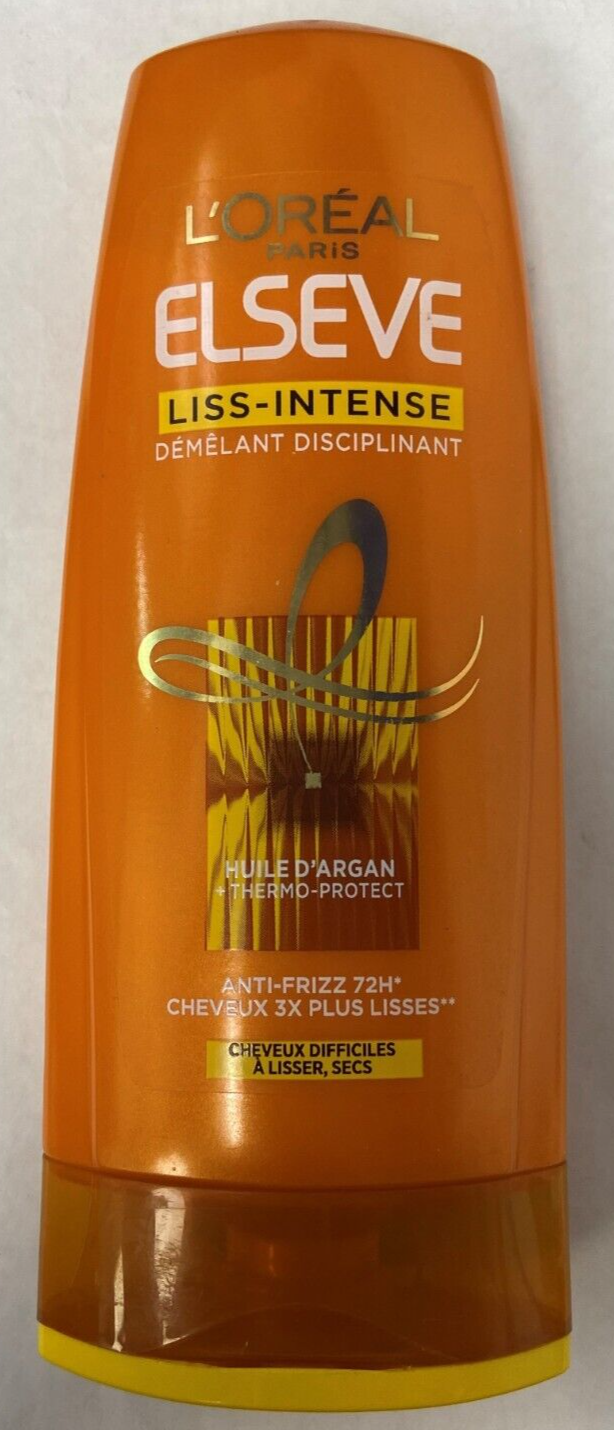 L'ORÉAL
PARIS
ELSEVE
LISS-INTENSE
DÉMÊLANT DISCIPLINANT
HUILE D'ARGAN
+ THERMO-PROTECT
ANTI-FRIZZ 72H*
CHEVEUX 3X PLUS LISSES**
CHEVEUX DIFFICILES
À LISSER, SECS